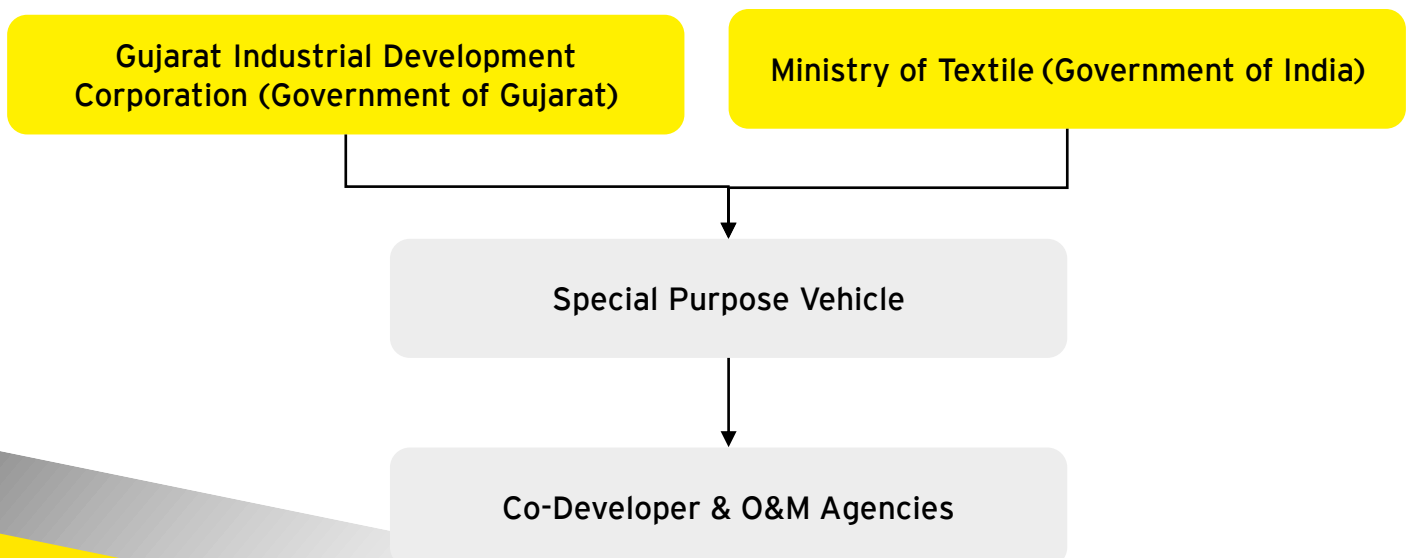 Gujarat Industrial Development
Corporation (Government of Gujarat)
Ministry of Textile (Government of India)
Special Purpose Vehicle
Co-Developer & O&M Agencies